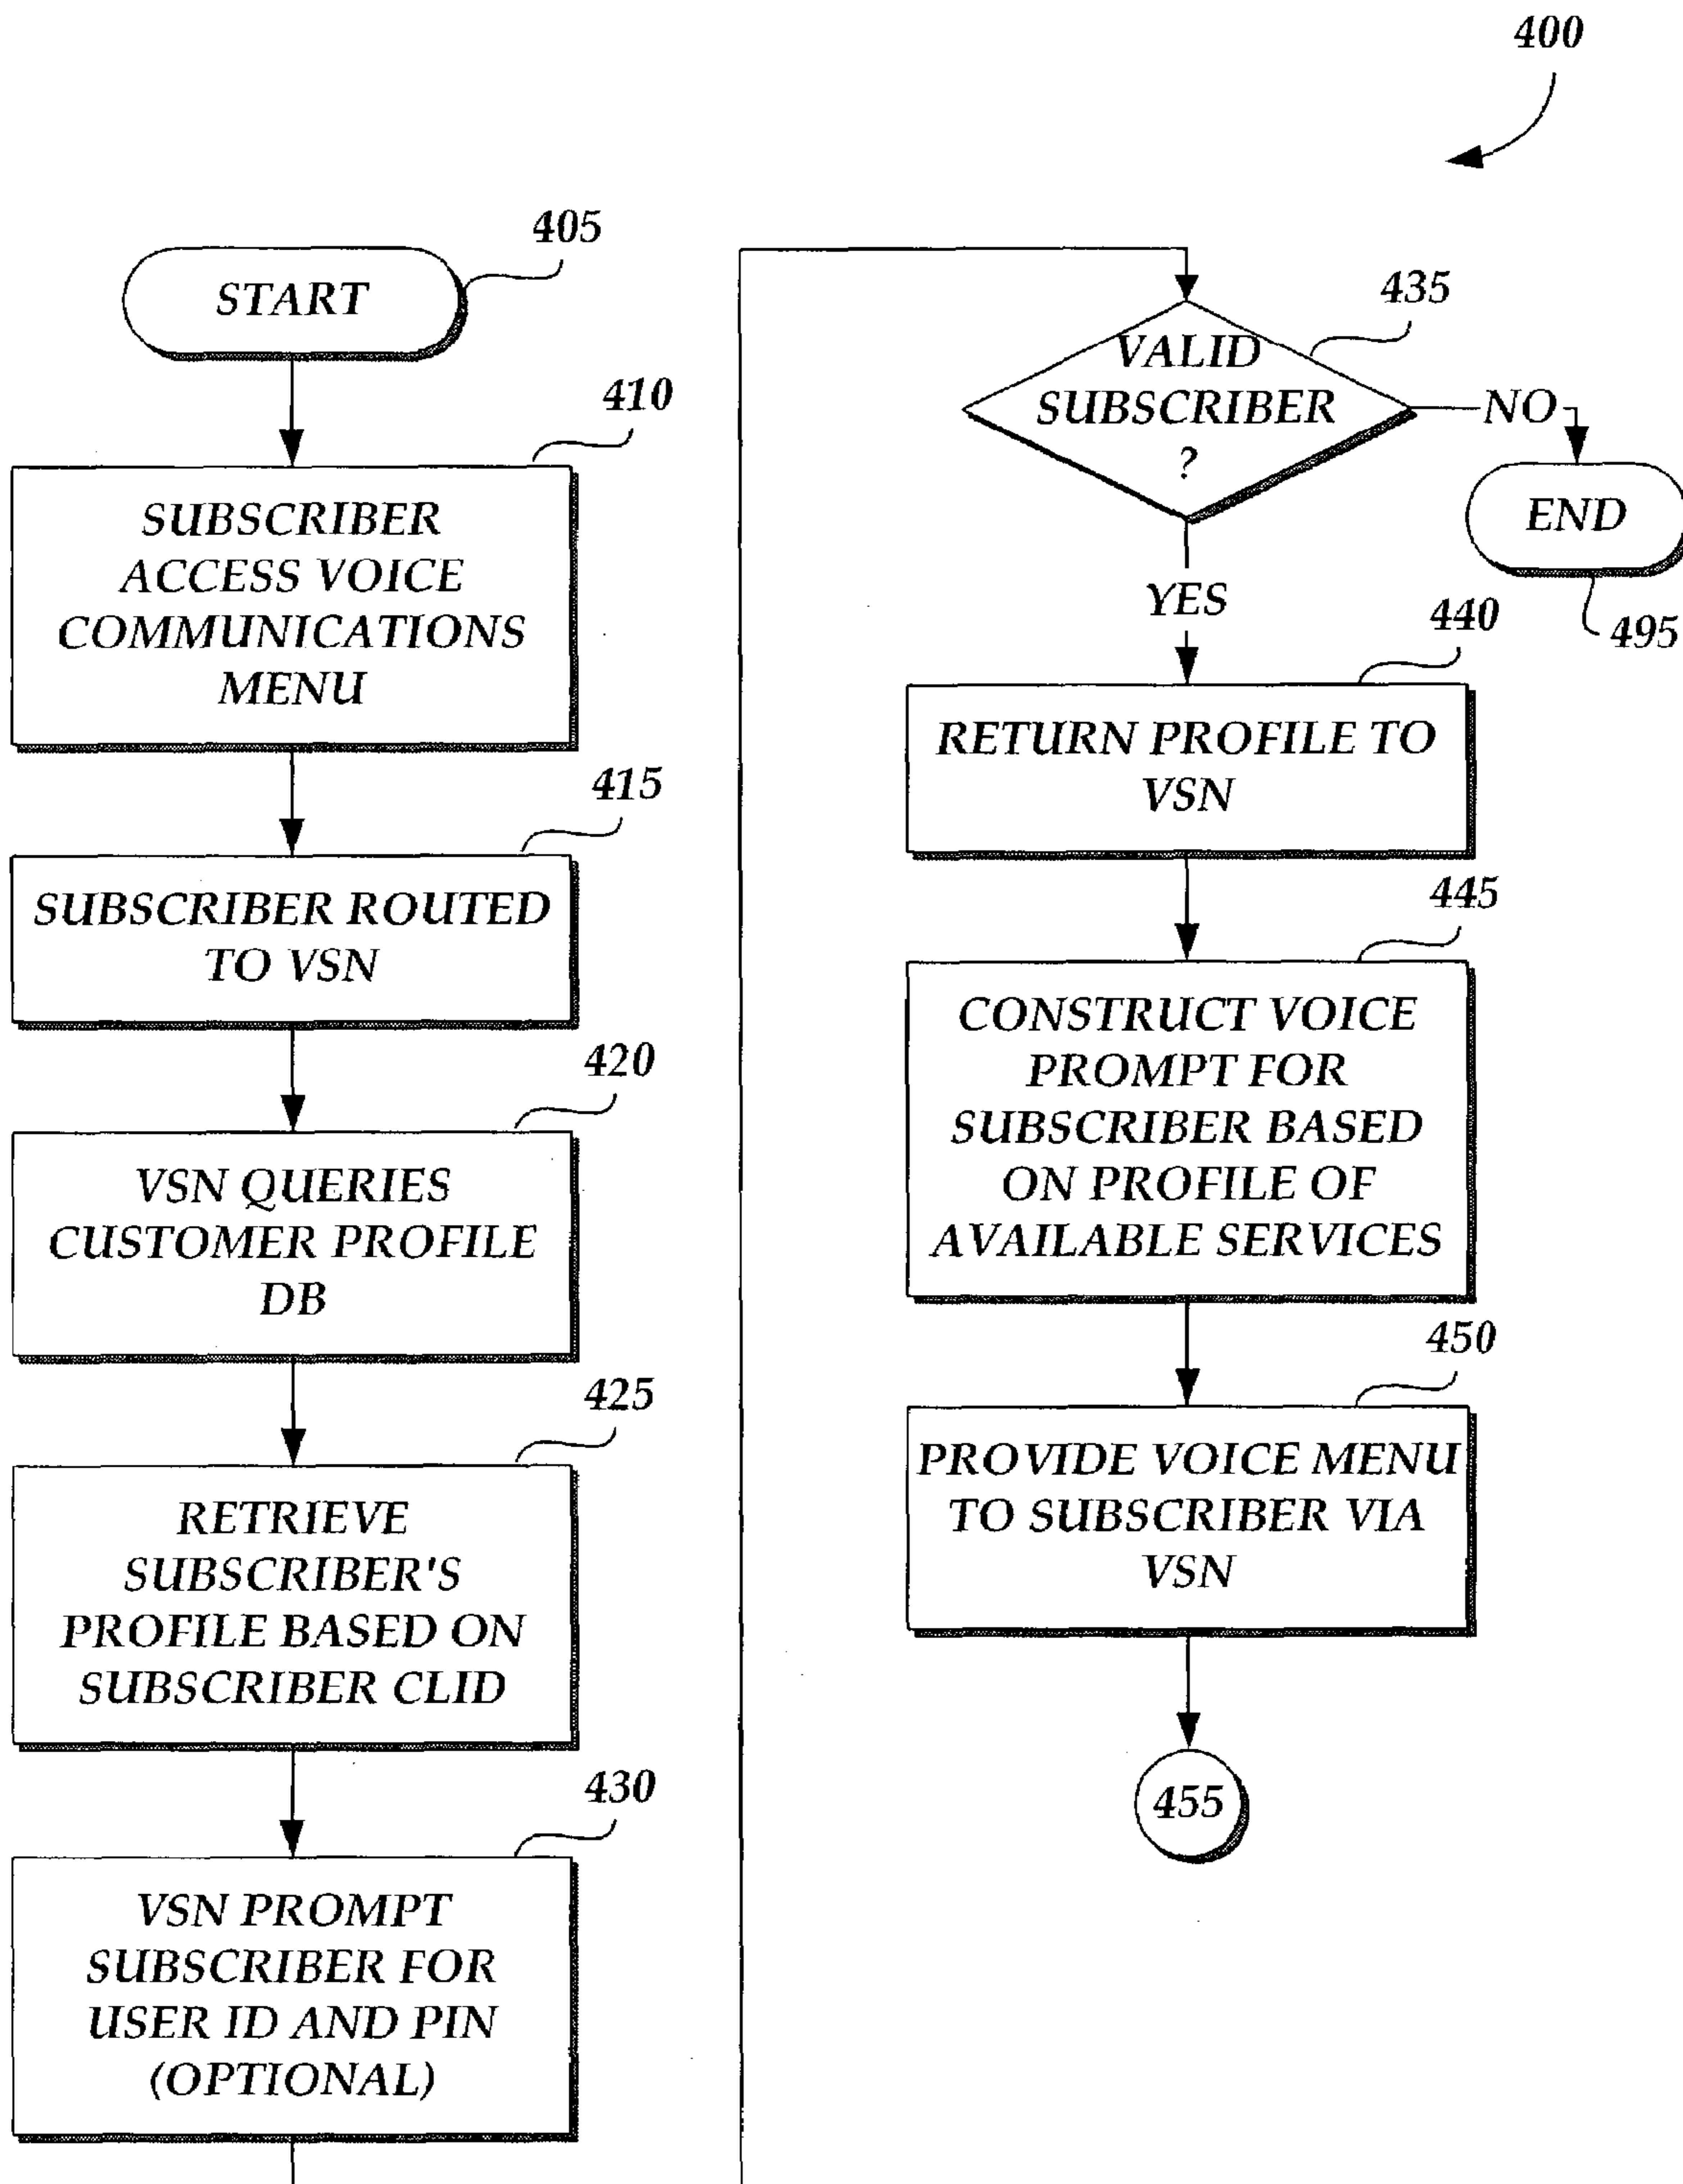 400
405
START
410
SUBSCRIBER
ACCESS VOICE
COMMUNICATIONS
MENU
415
SUBSCRIBER ROUTED
TO VSN
420
VSN QUERIES
CUSTOMER PROFILE
DB
425
RETRIEVE
SUBSCRIBER'S
PROFILE BASED ON
SUBSCRIBER CLID
430
VSN PROMPT
SUBSCRIBER FOR
USER ID AND PIN
(OPTIONAL)
435
VALID
SUBSCRIBER
?
NO
END
495
YES
440
RETURN PROFILE TO
VSN
445
CONSTRUCT VOICE
PROMPT FOR
SUBSCRIBER BASED
ON PROFILE OF
AVAILABLE SERVICES
450
PROVIDE VOICE MENU
TO SUBSCRIBER VIA
VSN
455